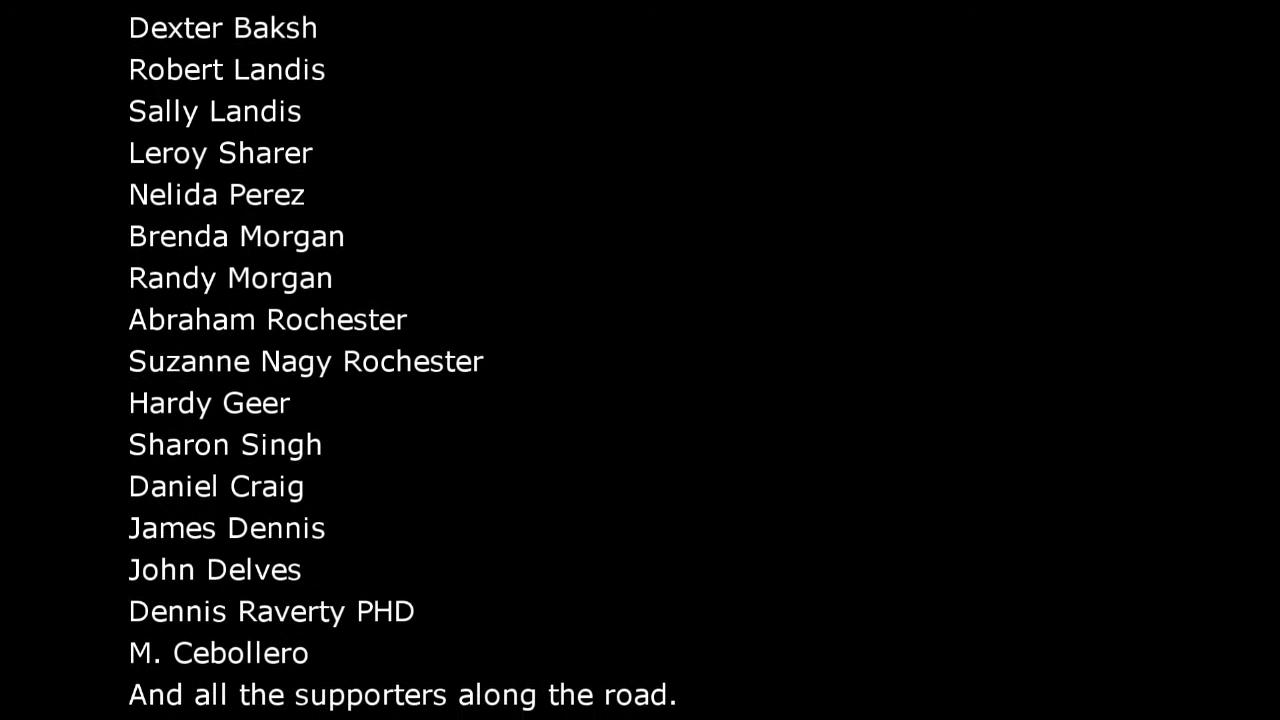 Dexter Baksh
Robert Landis
Sally Landis
Leroy Sharer
Nelida Perez
Brenda Morgan
Randy Morgan
Abraham Rochester
Suzanne Nagy Rochester
Hardy Geer
Sharon Singh
Daniel Craig
James Dennis
John Delves
Dennis Raverty PHD
M. Cebollero
And all the supporters along the road.